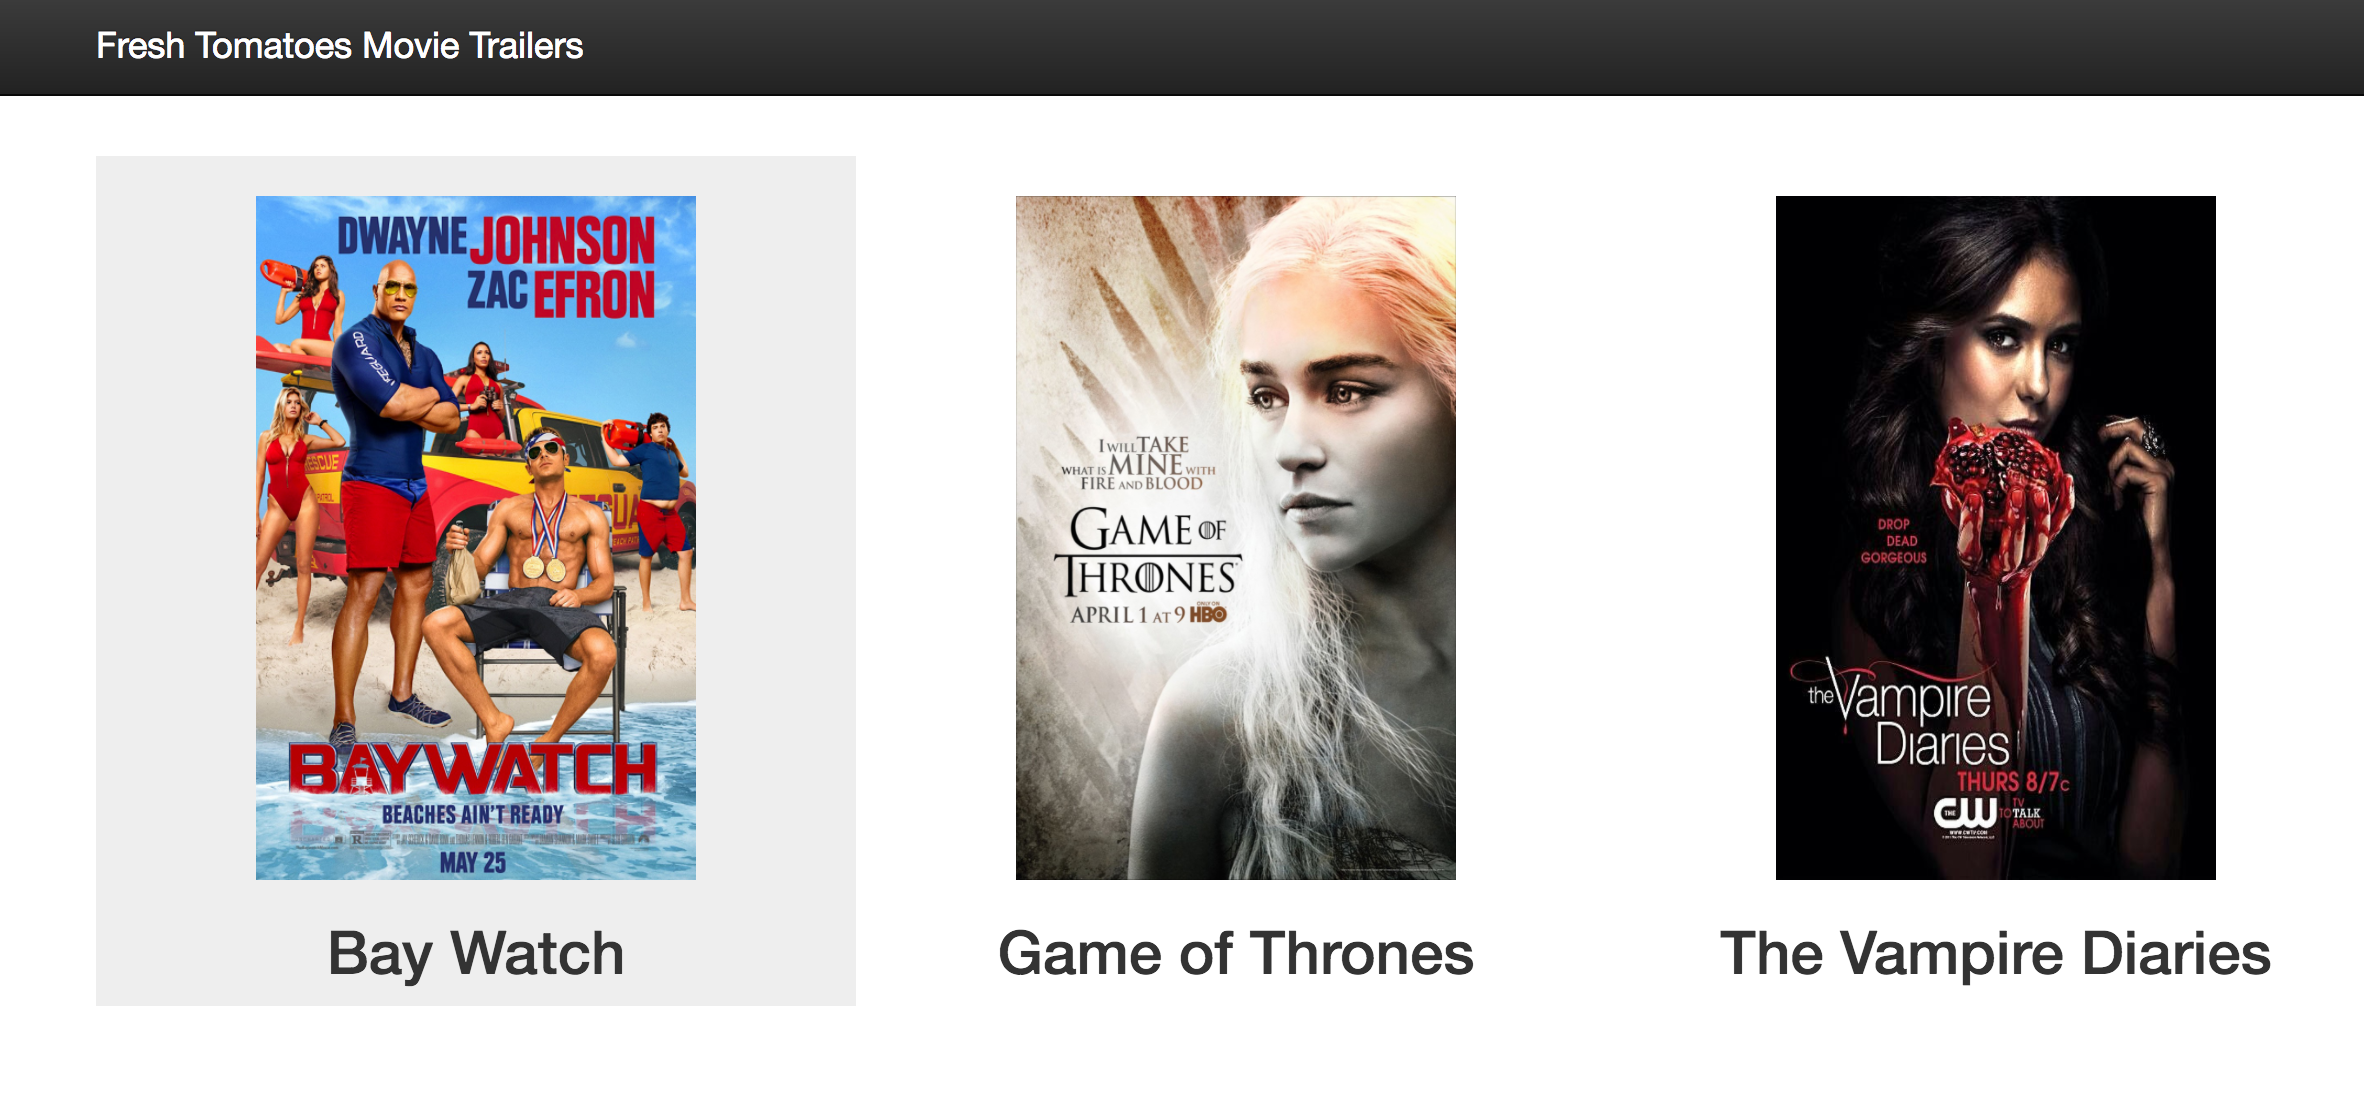 Fresh Tomatoes Movie Trailers
DWAYNE JOHNSON
ZAC EFRON
BAYWATCH
BEACHES AIN'T READY
MAY 25
Bay Watch
I WILL TAKE
WHAT IS MINE WITH
FIRE AND BLOOD
GAME OF
THRONES
ONLY ON
APRIL 1 AT 9 HBO
Game of Thrones
DROP
DEAD
GORGEOUS
the Vampire
Diaries
THURS 8/7c
THE CW
TV
TO TALK
ABOUT
WWW.CWTV.COM
The Vampire Diaries